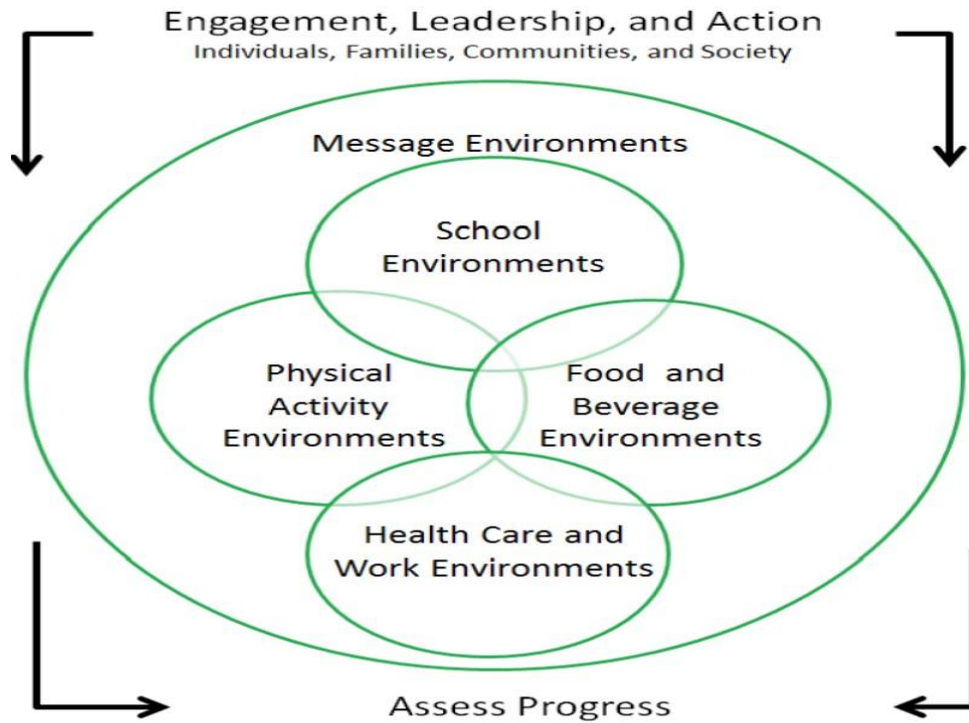 Engagement, Leadership, and Action
Individuals, Families, Communities, and Society
Message Environments
School
Environments
Physical
Activity
Environments
Food and
Beverage
Environments
Health Care and
Work Environments
Assess Progress